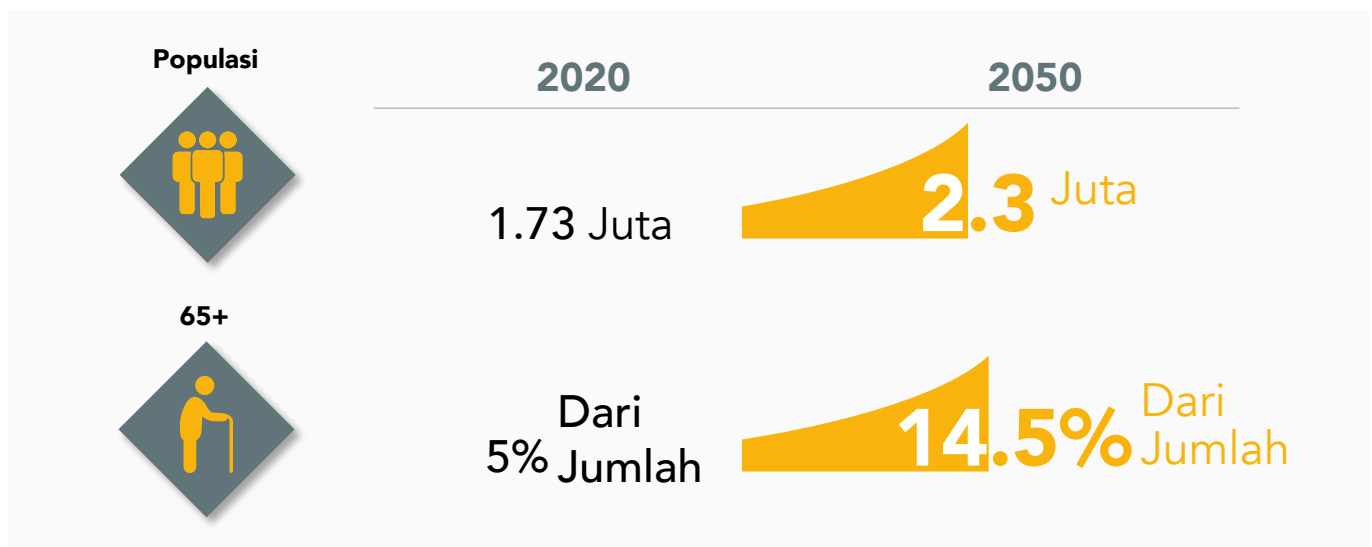 Populasi
2020
2050
1.73 Juta
2.3 Juta
65+
5% Dari
Jumlah
14.5% Dari
Jumlah